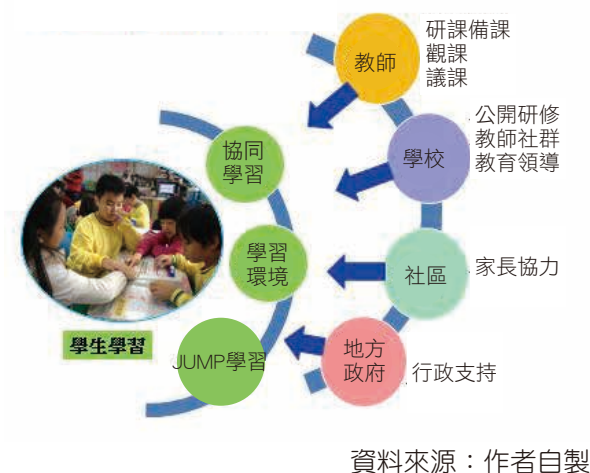 教師
研課備課
觀課
議課
學校
公開研修
教師社群
教育領導
協同
學習
學習
環境
社區
家長協力
學生學習
JUMP學習
地方
政府
行政支持
資料來源：作者自製